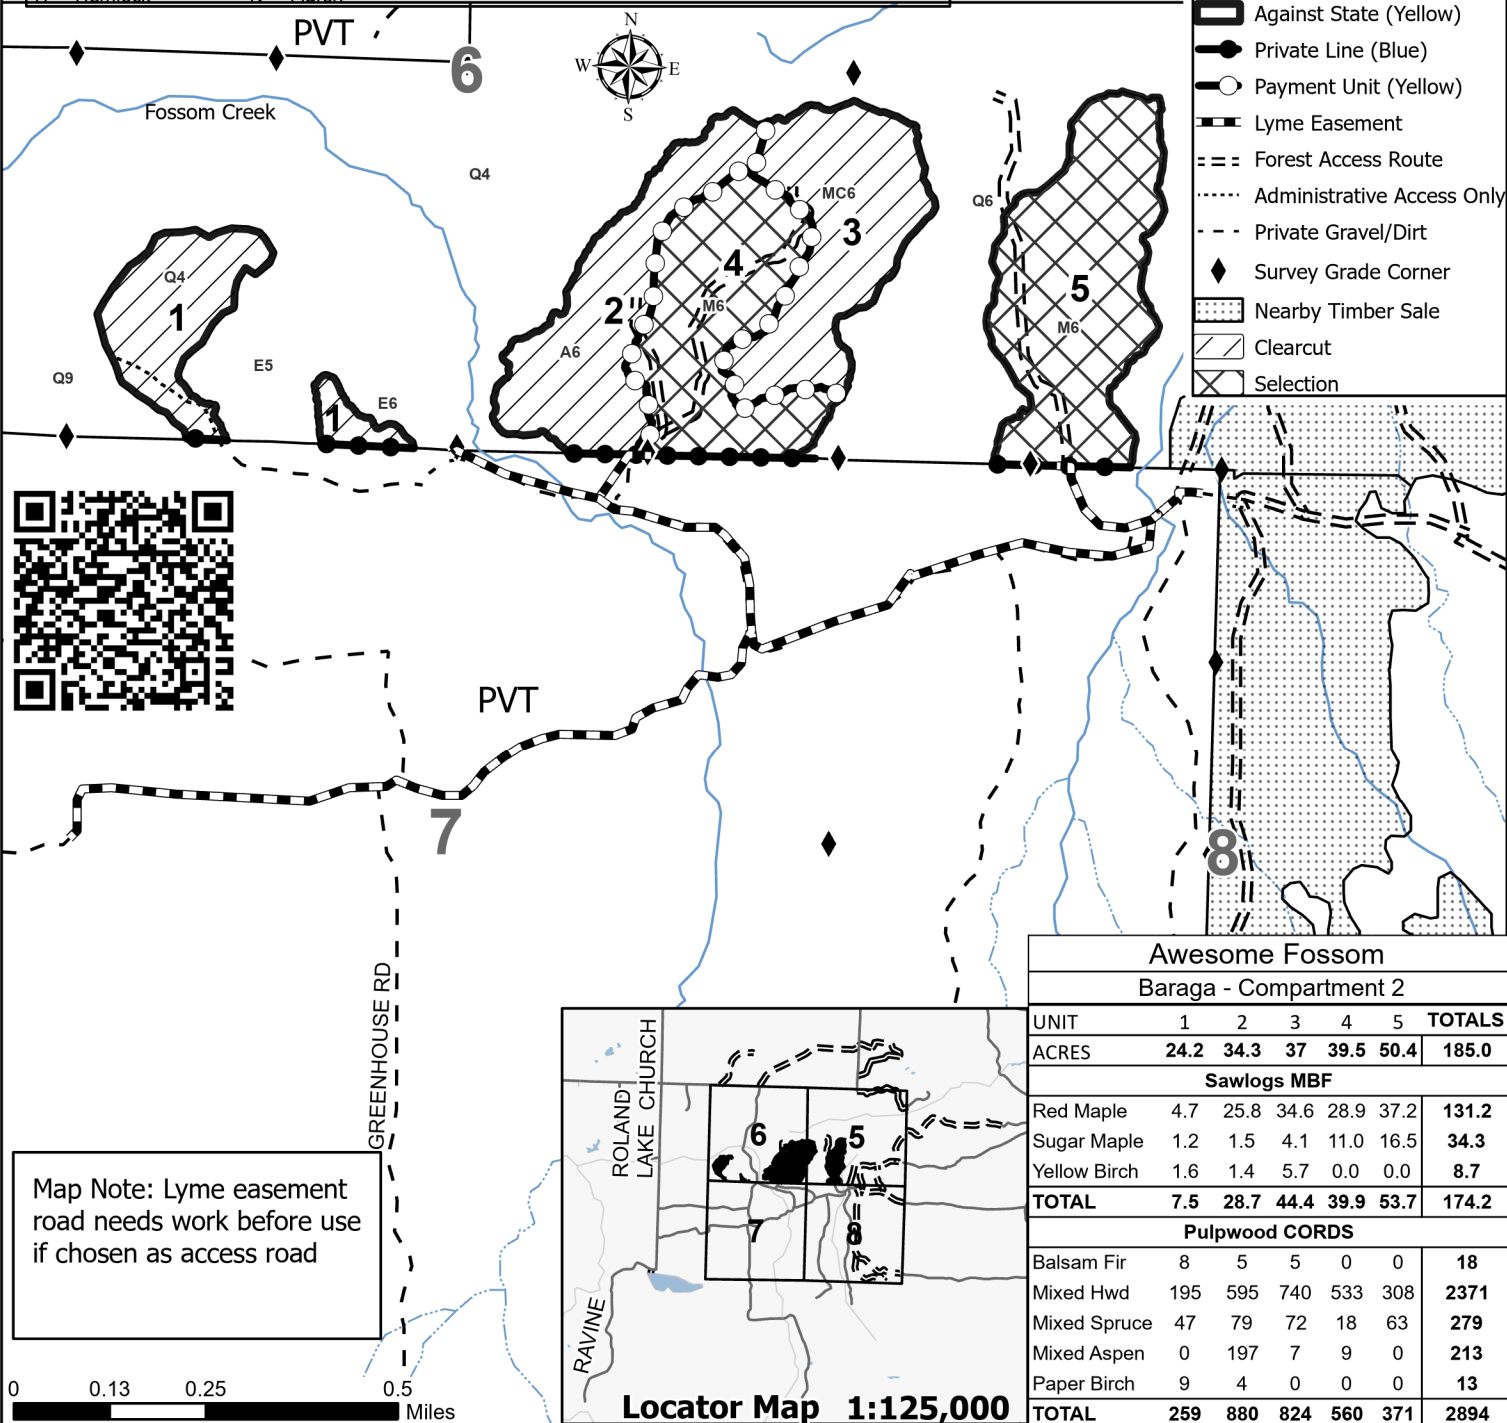 PVT
6
N
W
E
S
Fossom Creek
Q4
Against State (Yellow)
Private Line (Blue)
Payment Unit (Yellow)
Lyme Easement
Forest Access Route
Administrative Access Only
Private Gravel/Dirt
Survey Grade Corner
Nearby Timber Sale
Clearcut
Selection
MC6
3
Q6
4
Q4
1
2
M6
5
M6
A6
E5
Q9
E6
1
PVT
7
8
GREENHOUSE RD
Map Note: Lyme easement
road needs work before use
if chosen as access road
0 0.13 0.25 0.5
Miles
ROLAND
LAKE CHURCH
RAVINE
6
5
7
8
Locator Map 1:125,000
Awesome Fossom
Baraga - Compartment 2
UNIT 1 2 3 4 5 TOTALS
ACRES 24.2 34.3 37 39.5 50.4 185.0
Sawlogs MBF
Red Maple 4.7 25.8 34.6 28.9 37.2 131.2
Sugar Maple 1.2 1.5 4.1 11.0 16.5 34.3
Yellow Birch 1.6 1.4 5.7 0.0 0.0 8.7
TOTAL 7.5 28.7 44.4 39.9 53.7 174.2
Pulpwood CORDS
Balsam Fir 8 5 5 0 0 18
Mixed Hwd 195 595 740 533 308 2371
Mixed Spruce 47 79 72 18 63 279
Mixed Aspen 0 197 7 9 0 213
Paper Birch 9 4 0 0 0 13
TOTAL 259 880 824 560 371 2894